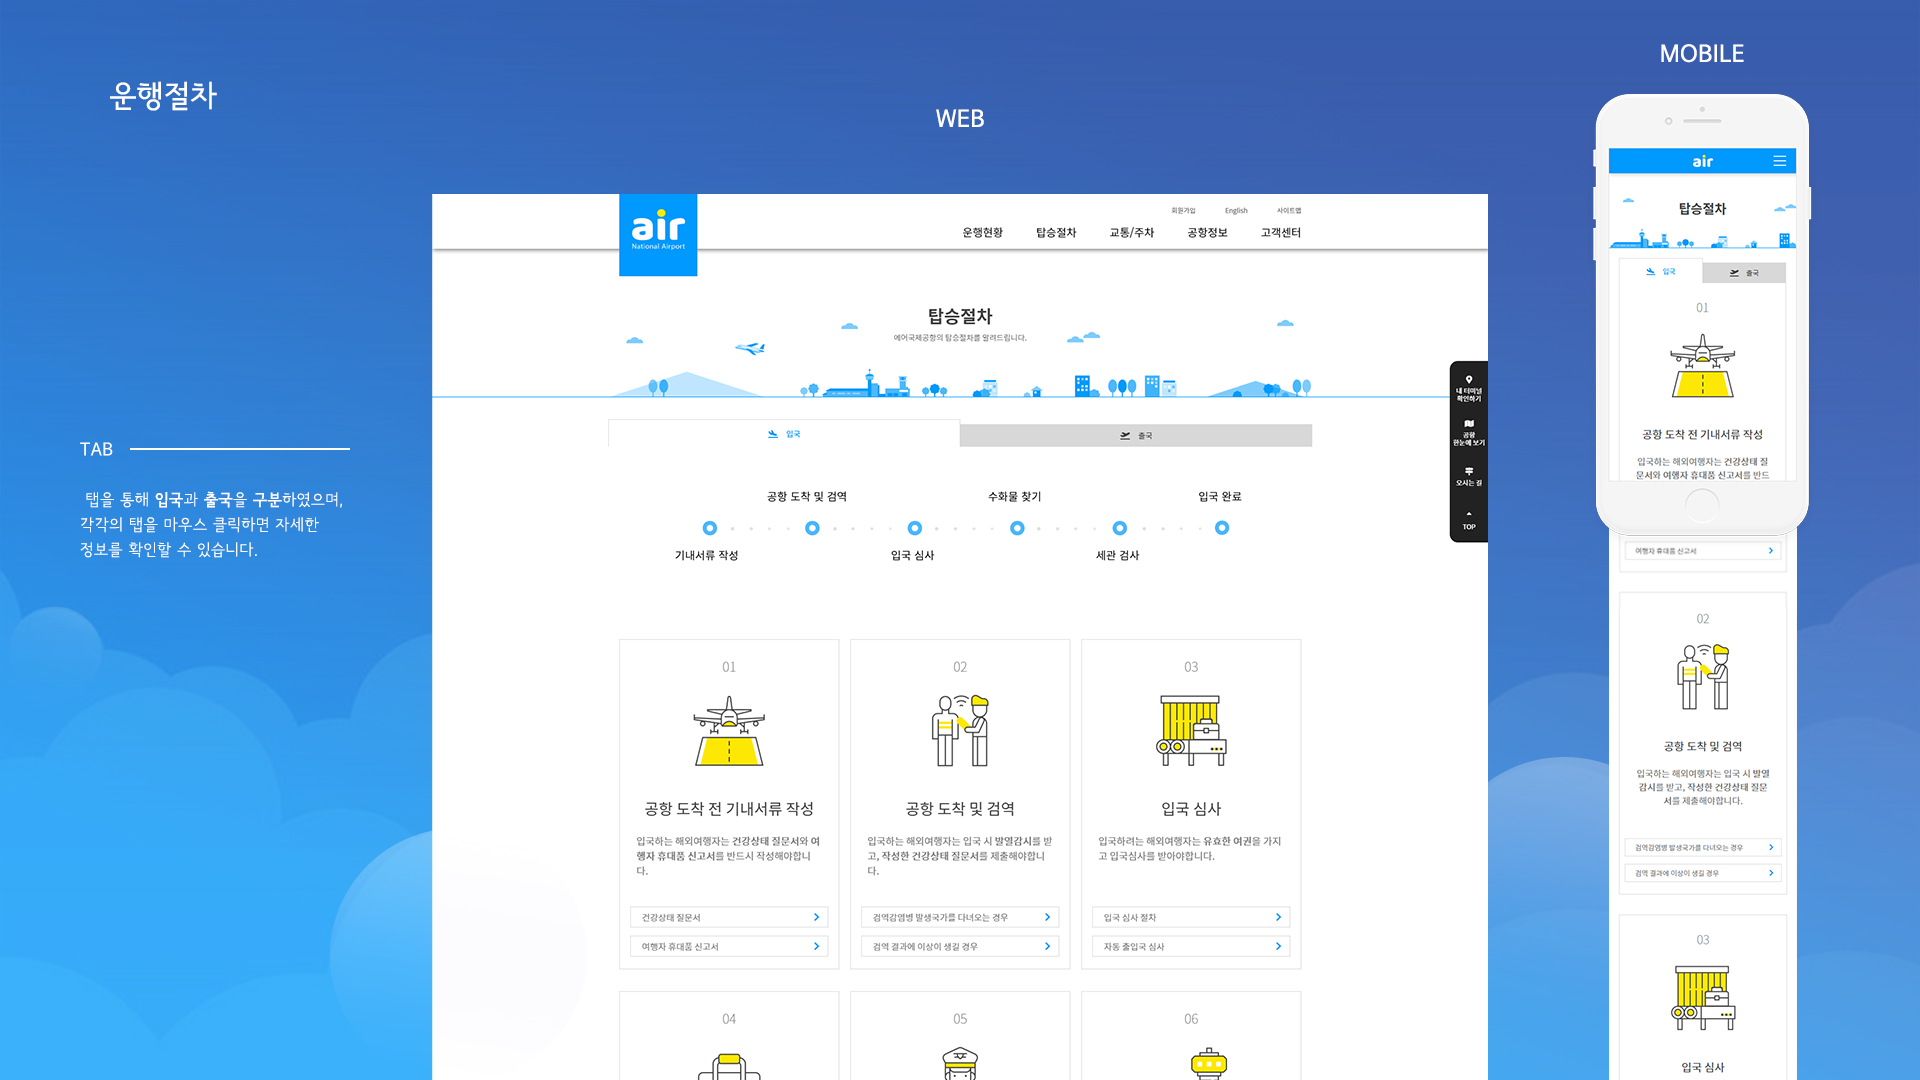 운행절차
WEB
MOBILE
TAB
탭을 통해 입국과 출국을 구분하였으며,
각각의 탭을 마우스 클릭하면 자세한
정보를 확인할 수 있습니다.
air
National Airport
회원가입 English 사이트맵
운행현황 탑승절차 교통/주차 공항정보 고객센터
탑승절차
에어국제공항의 탑승절차를 알려드립니다.
입국 출국
공항 도착 및 검역 수화물 찾기 입국 완료
기내서류 작성 입국 심사 세관 검사
내 터미널
확인하기
공항
한눈에 보기
오시는 길
TOP
01
공항 도착 전 기내서류 작성
입국하는 해외여행자는 건강상태 질문서와 여
행자 휴대품 신고서를 반드시 작성해야합니
다.
건강상태 질문서
여행자 휴대품 신고서
02
공항 도착 및 검역
입국하는 해외여행자는 입국 시 발열감시를 받
고, 작성한 건강상태 질문서를 제출해야합니
다.
검역감염병 발생국가를 다녀오는 경우
검역 결과에 이상이 생길 경우
03
입국 심사
입국하려는 해외여행자는 유효한 여권을 가지
고 입국심사를 받아야합니다.
입국 심사 절차
자동 출입국 심사
04
05
06
air
탑승절차
입국 출국
01
공항 도착 전 기내서류 작성
입국하는 해외여행자는 건강상태 질
문서와 여행자 휴대품 신고서를 반드
여행자 휴대품 신고서
02
공항 도착 및 검역
입국하는 해외여행자는 입국 시 발열
감시를 받고, 작성한 건강상태 질문
서를 제출해야합니다.
검역감염병 발생국가를 다녀오는 경우
검역 결과에 이상이 생길 경우
03
입국 심사